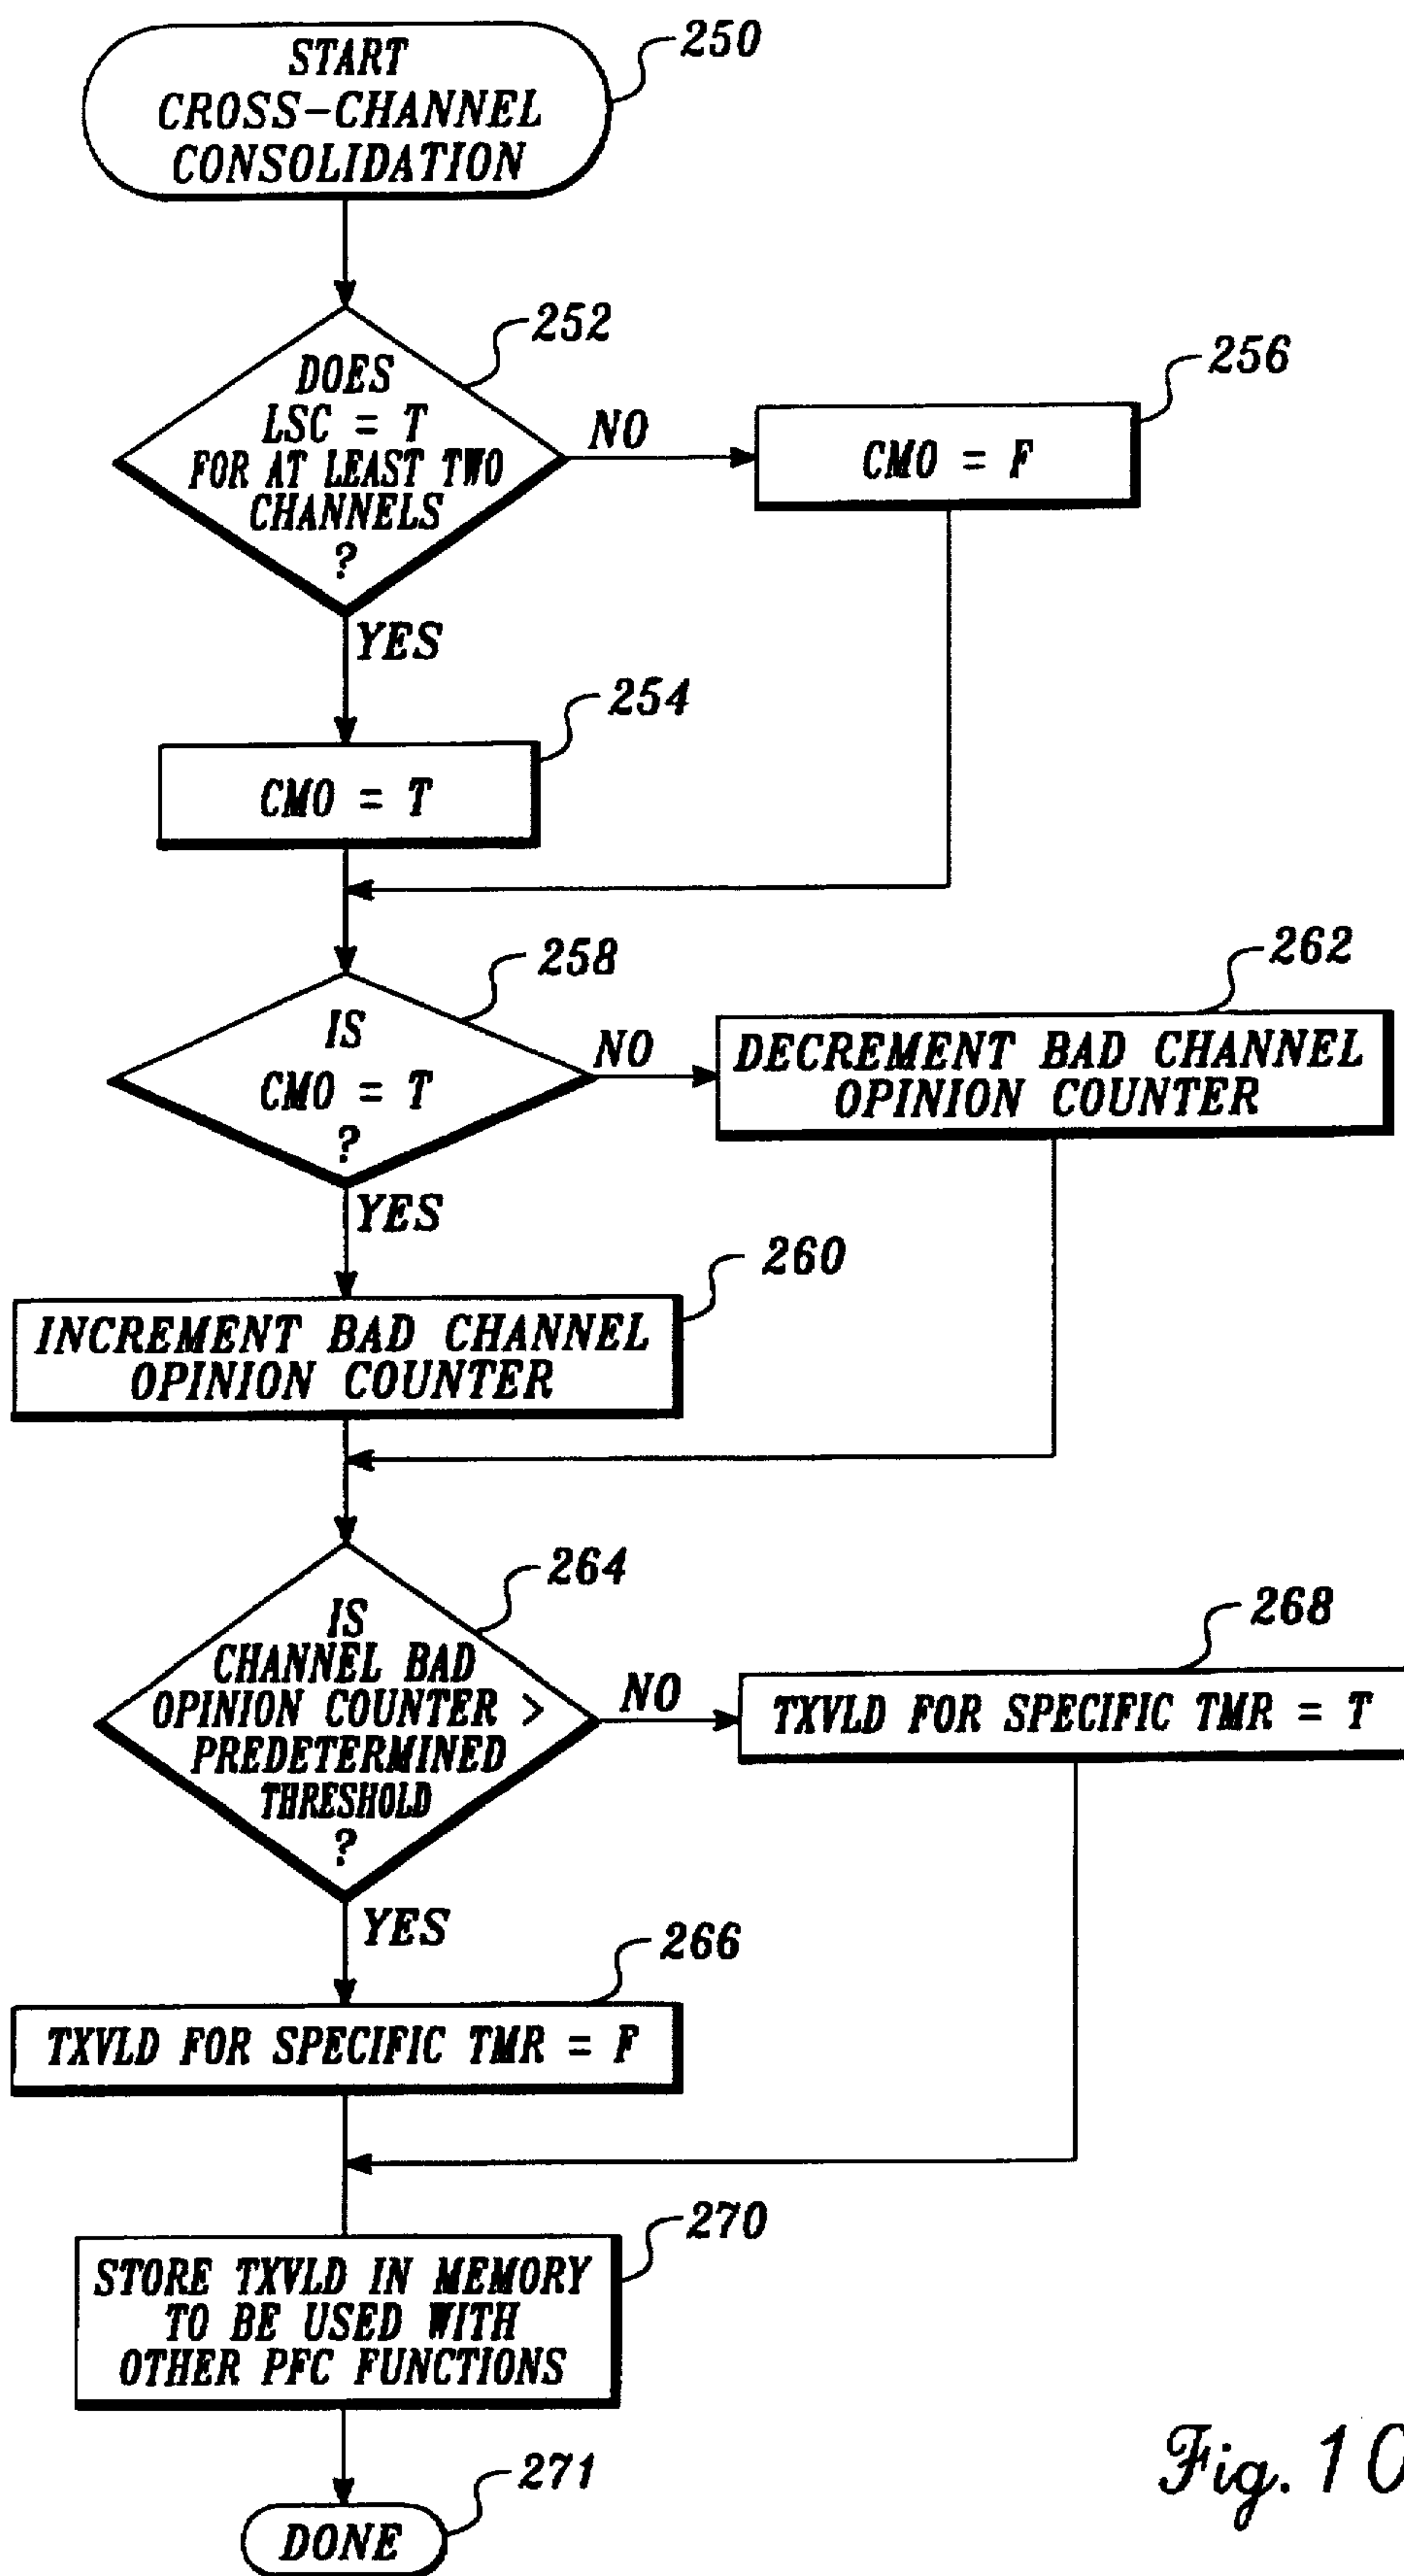 START
CROSS-CHANNEL
CONSOLIDATION
250
DOES
LSC = T
FOR AT LEAST TWO
CHANNELS
?
252
NO
CMO = F
256
YES
CMO = T
254
IS
CMO = T
?
258
NO
DECREMENT BAD CHANNEL
OPINION COUNTER
262
YES
INCREMENT BAD CHANNEL
OPINION COUNTER
260
IS
CHANNEL BAD
OPINION COUNTER >
PREDETERMINED
THRESHOLD
?
264
NO
TXVLD FOR SPECIFIC TMR = T
268
YES
TXVLD FOR SPECIFIC TMR = F
266
STORE TXVLD IN MEMORY
TO BE USED WITH
OTHER PFC FUNCTIONS
270
DONE
271
Fig. 10